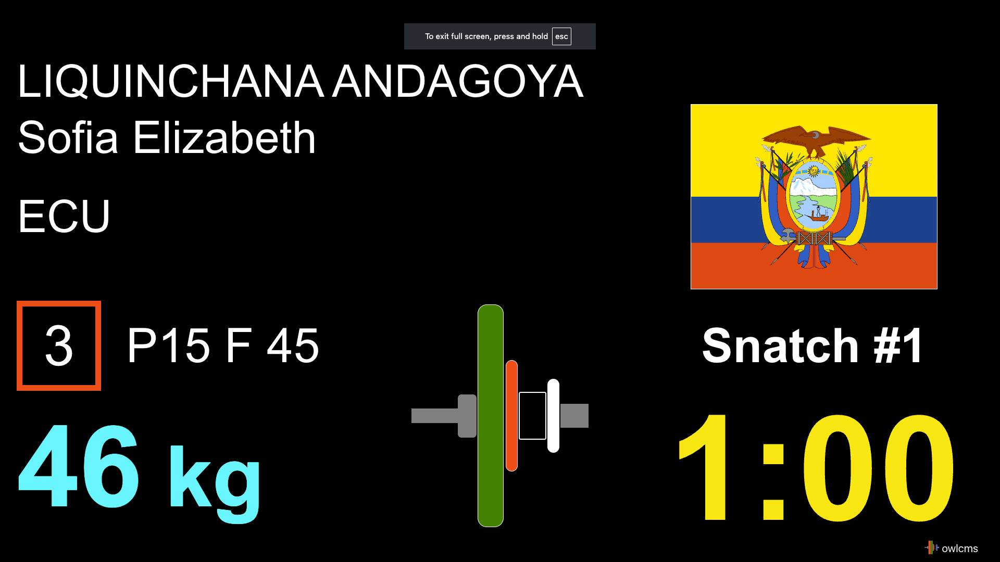 To exit full screen, press and hold esc
LIQUINCHANA ANDAGOYA
Sofia Elizabeth
ECU
3 P15 F 45
Snatch #1
46 kg
1:00
owlcms